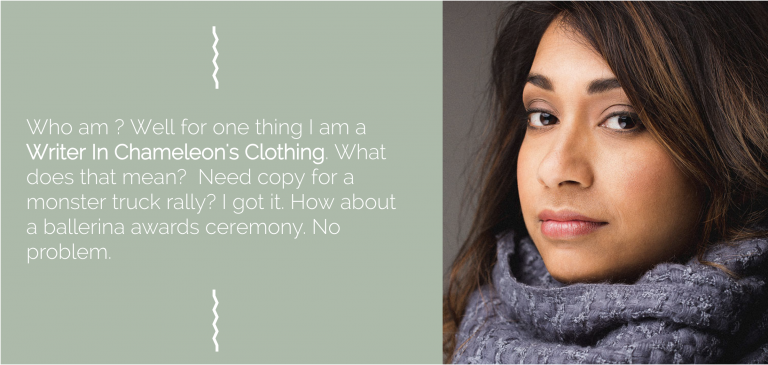 Who am ? Well for one thing I am a
Writer In Chameleon's Clothing. What
does that mean?  Need copy for a
monster truck rally? I got it. How about
a ballerina awards ceremony. No
problem.